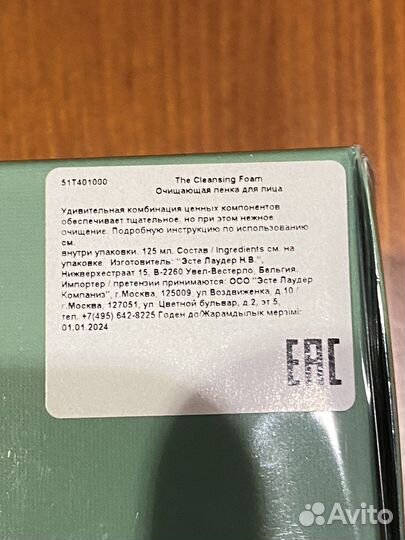 51T401000 The Cleansing Foam
Очищающая пенка для лица
Удивительная комбинация ценных компонентов
обеспечивает тщательное, но при этом нежное
очищение. Подробную инструкцию по использованию
см.
внутри упаковки. 125 мл. Состав / Ingredients см. на
упаковке Изготовитель: "Эсте Лаудер Н.В.",
Нижверхестраат 15, B-2260 Увел-Вестерло, Бельгия.
Импортер / претензии принимаются: ООО "Эсте Лаудер
Компаниз", г.Москва, 125009, ул Воздвиженка, д.10 /
г.Москва, 127051, ул Цветной бульвар, д.2, эт 5,
тел. +7(495) 642-8225 Годен до/Жарамдылык мерзімі:
01.01.2024
EAC
Avito